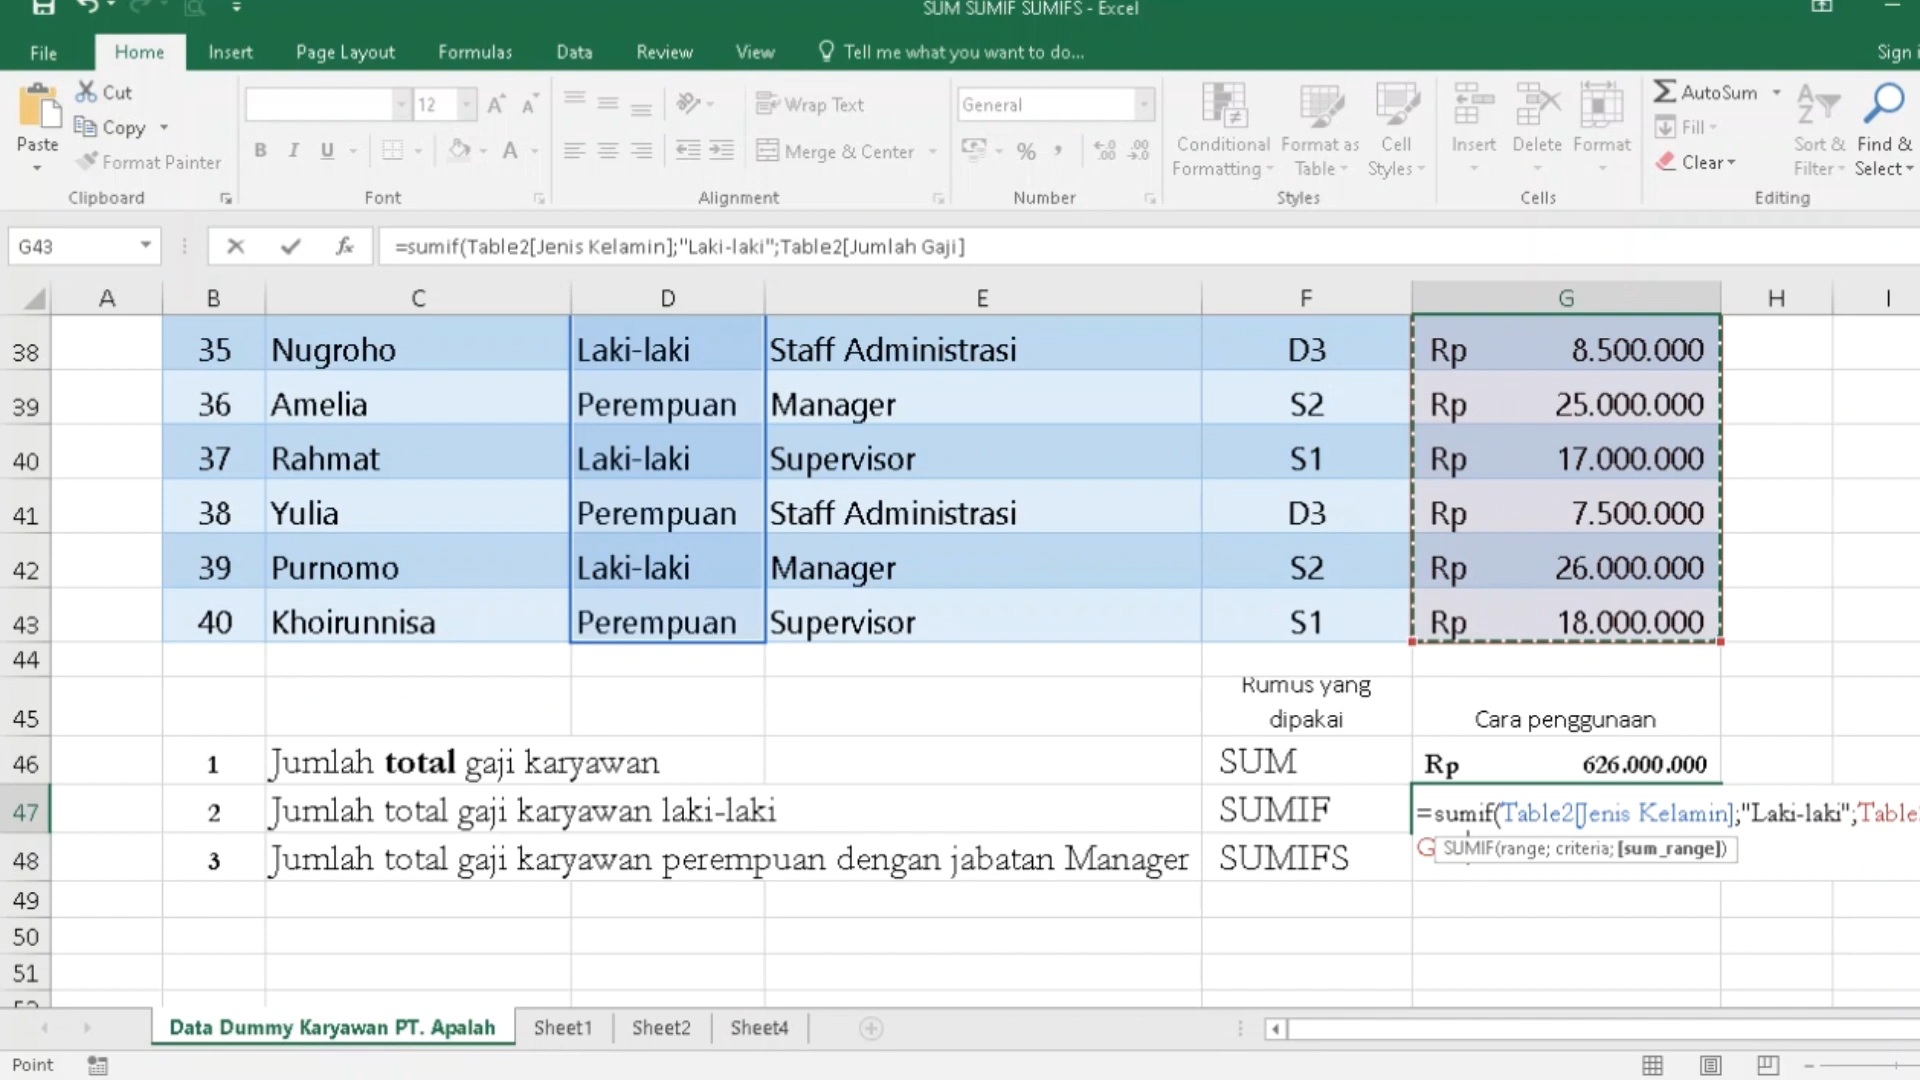 SUM SUMIF SUMIFS - Excel
File Home Insert Page Layout Formulas Data Review View Tell me what you want to do... Sign i
Cut
Copy
Format Painter
Paste
Clipboard
12
B I U
Font
Wrap Text
Merge & Center
Alignment
General
Number
Conditional Formatting
Format as Table
Cell Styles
Styles
Insert Delete Format
Cells
AutoSum
Fill
Clear
Sort & Filter
Find & Select
Editing
G43 =sumif(Table2[Jenis Kelamin];"Laki-laki";Table2[Jumlah Gaji]
A B C D E F G H I
38 35 Nugroho Laki-laki Staff Administrasi D3 Rp 8.500.000
39 36 Amelia Perempuan Manager S2 Rp 25.000.000
40 37 Rahmat Laki-laki Supervisor S1 Rp 17.000.000
41 38 Yulia Perempuan Staff Administrasi D3 Rp 7.500.000
42 39 Purnomo Laki-laki Manager S2 Rp 26.000.000
43 40 Khoirunnisa Perempuan Supervisor S1 Rp 18.000.000
44
45 Rumus yang dipakai Cara penggunaan
46 1 Jumlah total gaji karyawan SUM Rp 626.000.000
47 2 Jumlah total gaji karyawan laki-laki SUMIF =sumif(Table2[Jenis Kelamin];"Laki-laki";Table
G SUMIF(range; criteria; [sum_range])
48 3 Jumlah total gaji karyawan perempuan dengan jabatan Manager SUMIFS
49
50
51
Data Dummy Karyawan PT. Apalah Sheet1 Sheet2 Sheet4
Point